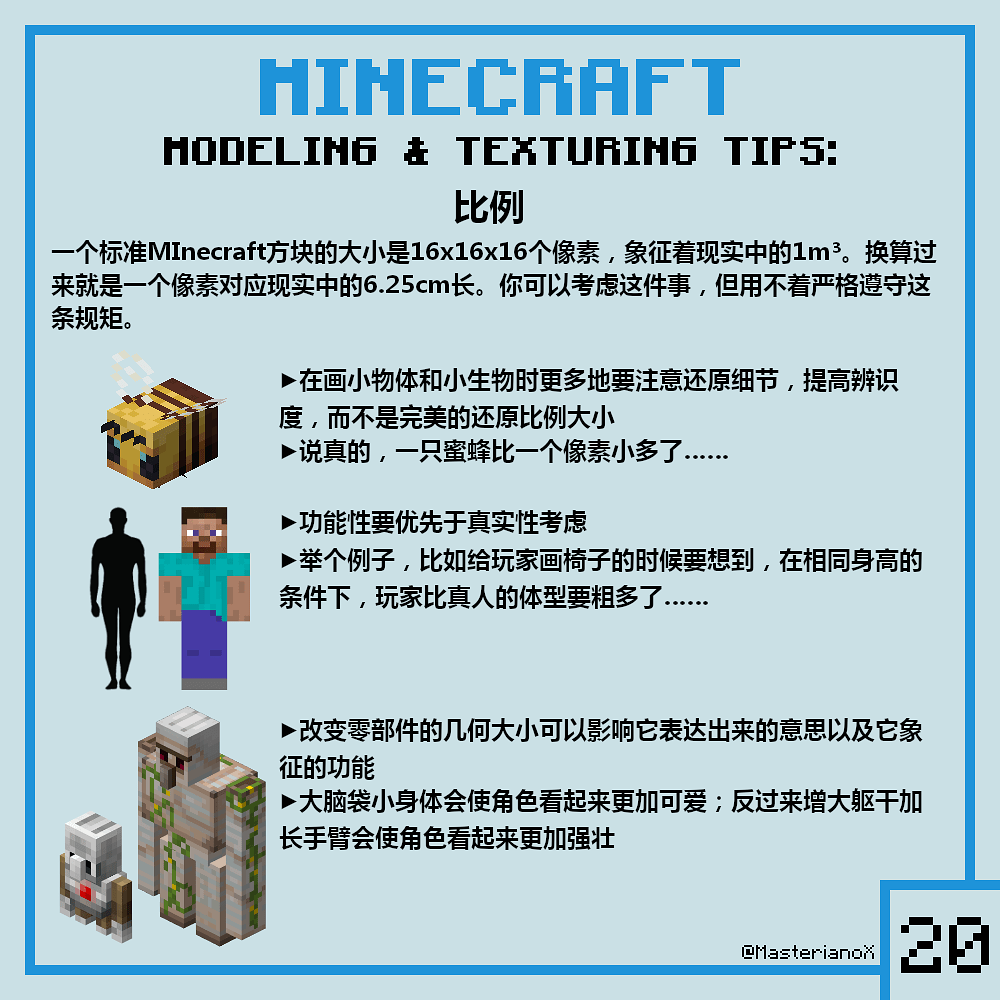 MINECRAFT
MODELING & TEXTURING TIPS:
比例
一个标准MInecraft方块的大小是16x16x16个像素，象征着现实中的1m³。换算过
来就是一个像素对应现实中的6.25cm长。你可以考虑这件事，但用不着严格遵守这
条规矩。
▶在画小物体和小生物时更多地要注意还原细节，提高辨识
度，而不是完美的还原比例大小
▶说真的，一只蜜蜂比一个像素小多了……
▶功能性要优先于真实性考虑
▶举个例子，比如给玩家画椅子的时候要想到，在相同身高的
条件下，玩家比真人的体型要粗多了……
▶改变零部件的几何大小可以影响它表达出来的意思以及它象
征的功能
▶大脑袋小身体会使角色看起来更加可爱；反过来增大躯干加
长手臂会使角色看起来更加强壮
@MasterianoX
20